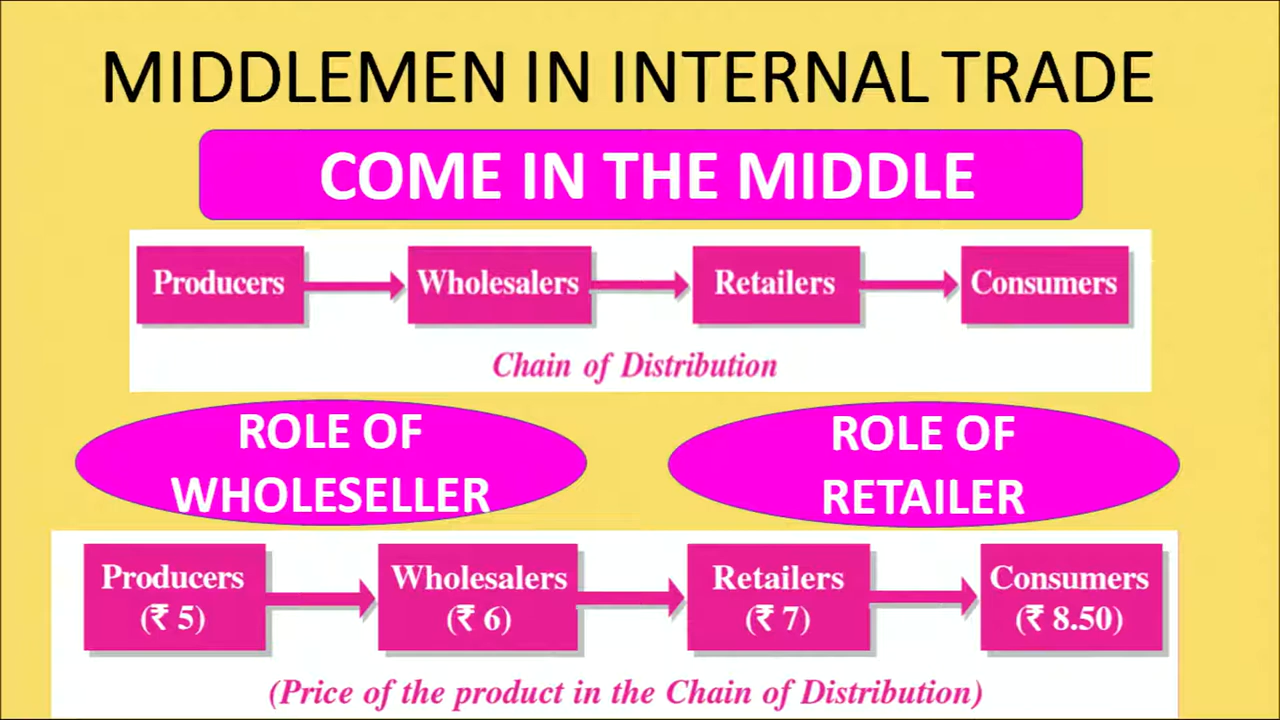 MIDDLEMEN IN INTERNAL TRADE
COME IN THE MIDDLE
Producers
Wholesalers
Retailers
Consumers
Chain of Distribution
ROLE OF
WHOLESELLER
ROLE OF
RETAILER
Producers
(₹ 5)
Wholesalers
(₹ 6)
Retailers
(₹ 7)
Consumers
(₹ 8.50)
(Price of the product in the Chain of Distribution)